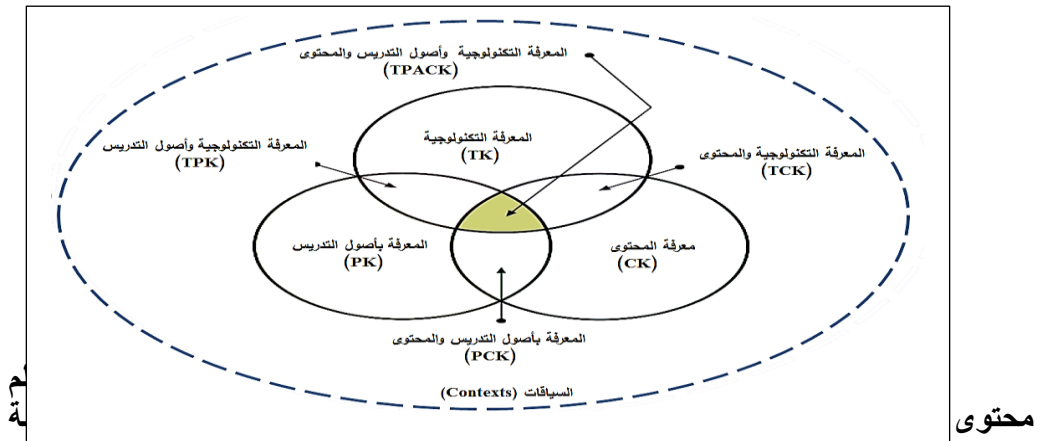 المعرفة التكنولوجية وأصول التدريس والمحتوى
(TPACK)
المعرفة التكنولوجية
(TK)
المعرفة التكنولوجية وأصول التدريس
(TPK)
المعرفة التكنولوجية والمحتوى
(TCK)
المعرفة بأصول التدريس
(PK)
معرفة المحتوى
(CK)
المعرفة بأصول التدريس والمحتوى
(PCK)
السياقات (Contexts)
محتوى